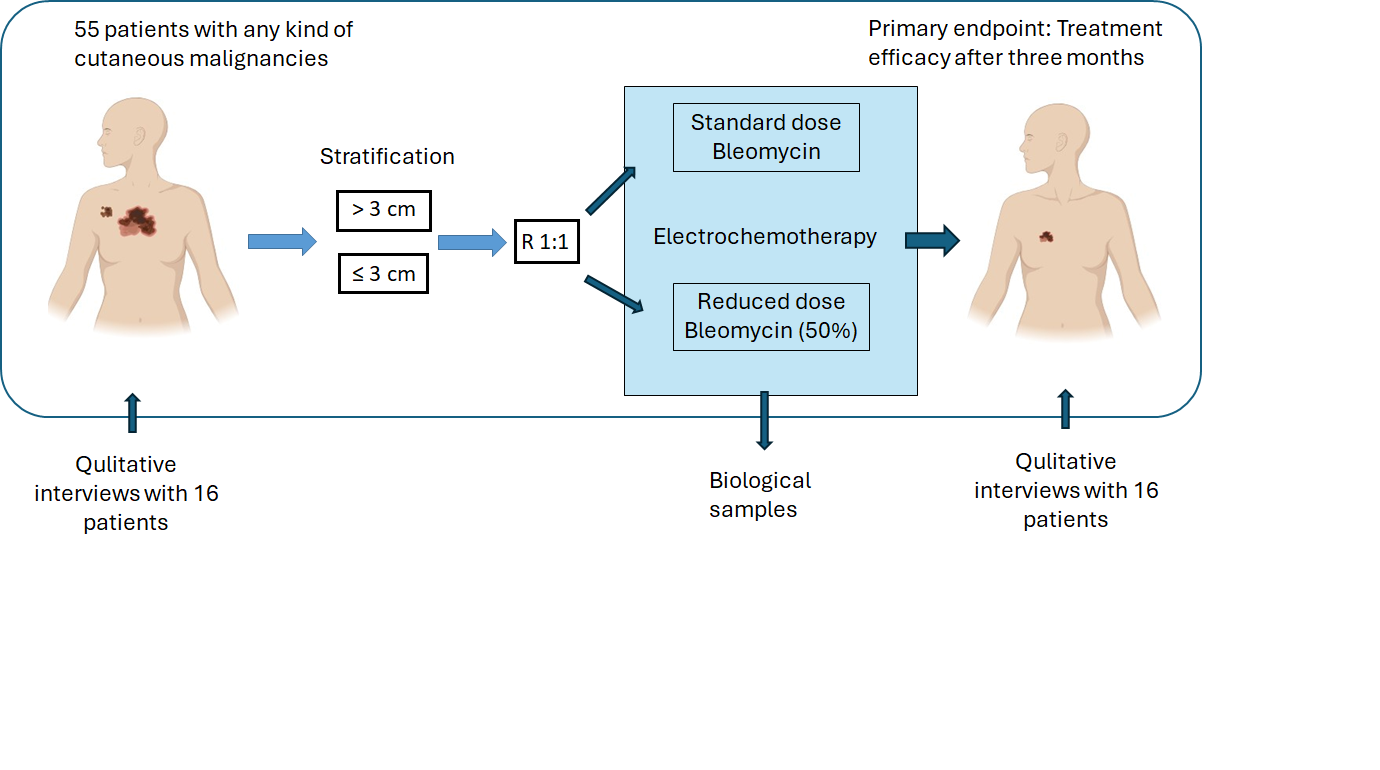 55 patients with any kind of
cutaneous malignancies
Primary endpoint: Treatment
efficacy after three months
Stratification
> 3 cm
≤ 3 cm
R 1:1
Standard dose
Bleomycin
Electrochemotherapy
Reduced dose
Bleomycin (50%)
Qulitative
interviews with 16
patients
Biological
samples
Qulitative
interviews with 16
patients